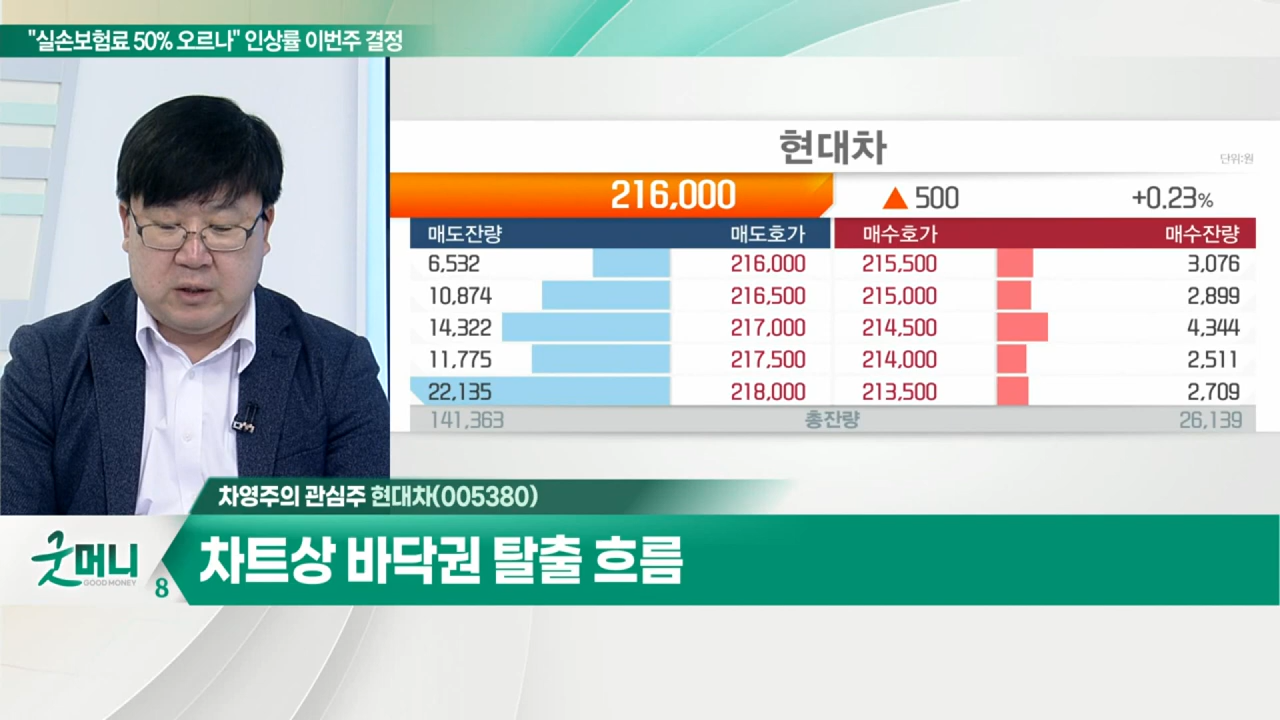 "실손보험료 50% 오르나" 인상률 이번주 결정
현대차
단위:원
216,000 ▲ 500 +0.23%
매도잔량 매도호가 매수호가 매수잔량
6,532 216,000 215,500 3,076
10,874 216,500 215,000 2,899
14,322 217,000 214,500 4,344
11,775 217,500 214,000 2,511
22,135 218,000 213,500 2,709
141,363 총잔량 26,139
차영주의 관심주 현대차(005380)
굿머니
GOOD MONEY
8
차트상 바닥권 탈출 흐름